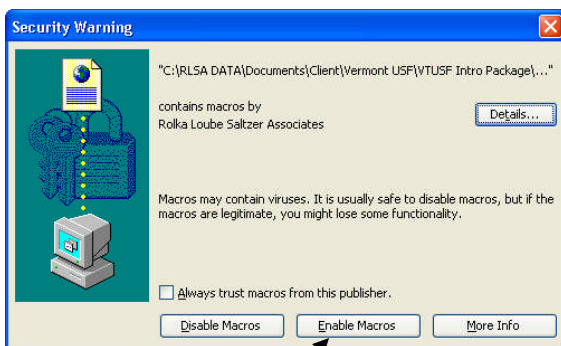 Security Warning
"C:\RLSA DATA\Documents\Client\Vermont USF\VTUSF Intro Package\..."
contains macros by
Rolka Loube Saltzer Associates
Details...
Macros may contain viruses. It is usually safe to disable macros, but if the
macros are legitimate, you might lose some functionality.
Always trust macros from this publisher.
Disable Macros
Enable Macros
More Info